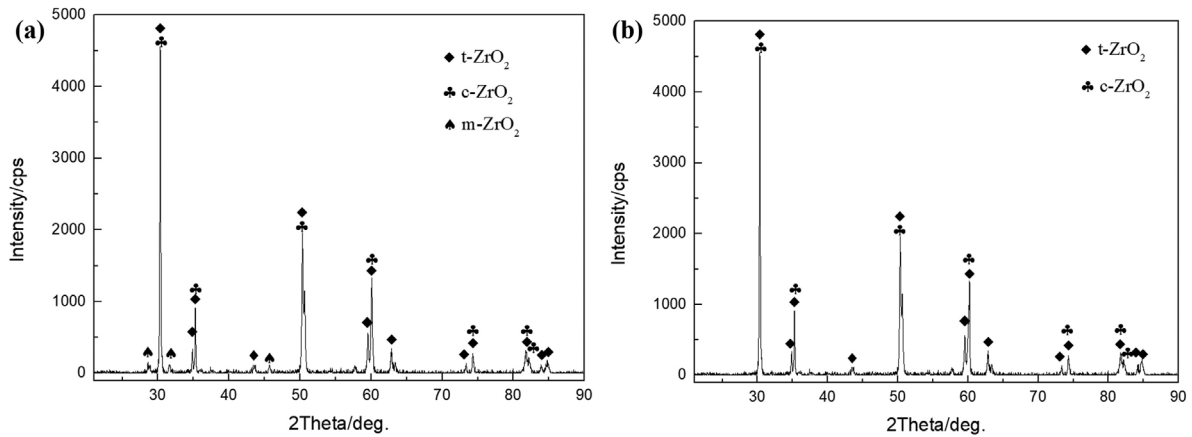 (a)
5000
4000
3000
2000
1000
0
Intensity/cps
♦ t-ZrO₂
♣ c-ZrO₂
♠ m-ZrO₂
30 40 50 60 70 80 90
2Theta/deg.
(b)
5000
4000
3000
2000
1000
0
Intensity/cps
♦ t-ZrO₂
♣ c-ZrO₂
30 40 50 60 70 80 90
2Theta/deg.